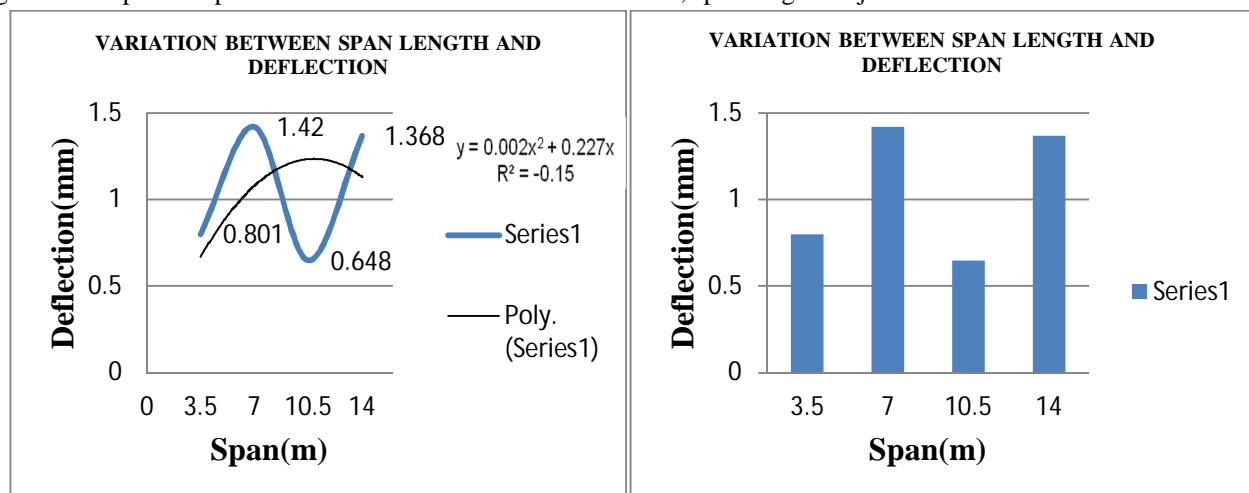 VARIATION BETWEEN SPAN LENGTH AND
DEFLECTION
1.5
1
0.5
0
Deflection(mm)
1.42
1.368
0.801
0.648
y = 0.002x² + 0.227x
R² = -0.15
Series1
Poly.
(Series1)
0 3.5 7 10.5 14
Span(m)
VARIATION BETWEEN SPAN LENGTH AND
DEFLECTION
1.5
1
0.5
0
Deflection(mm)
Series1
3.5 7 10.5 14
Span(m)